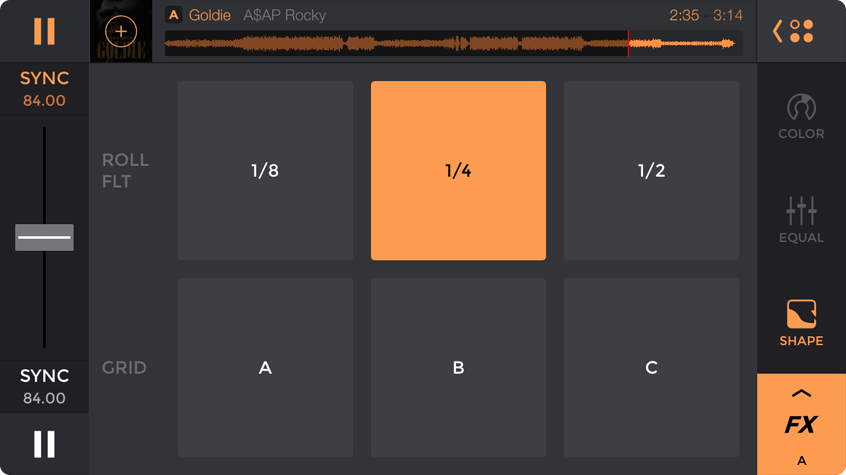 GOLDIE
A Goldie A$AP Rocky 2:35 - 3:14
SYNC
84.00
ROLL
FLT
1/8
1/4
1/2
COLOR
EQUAL
SHAPE
GRID
A
B
C
SYNC
84.00
FX
A